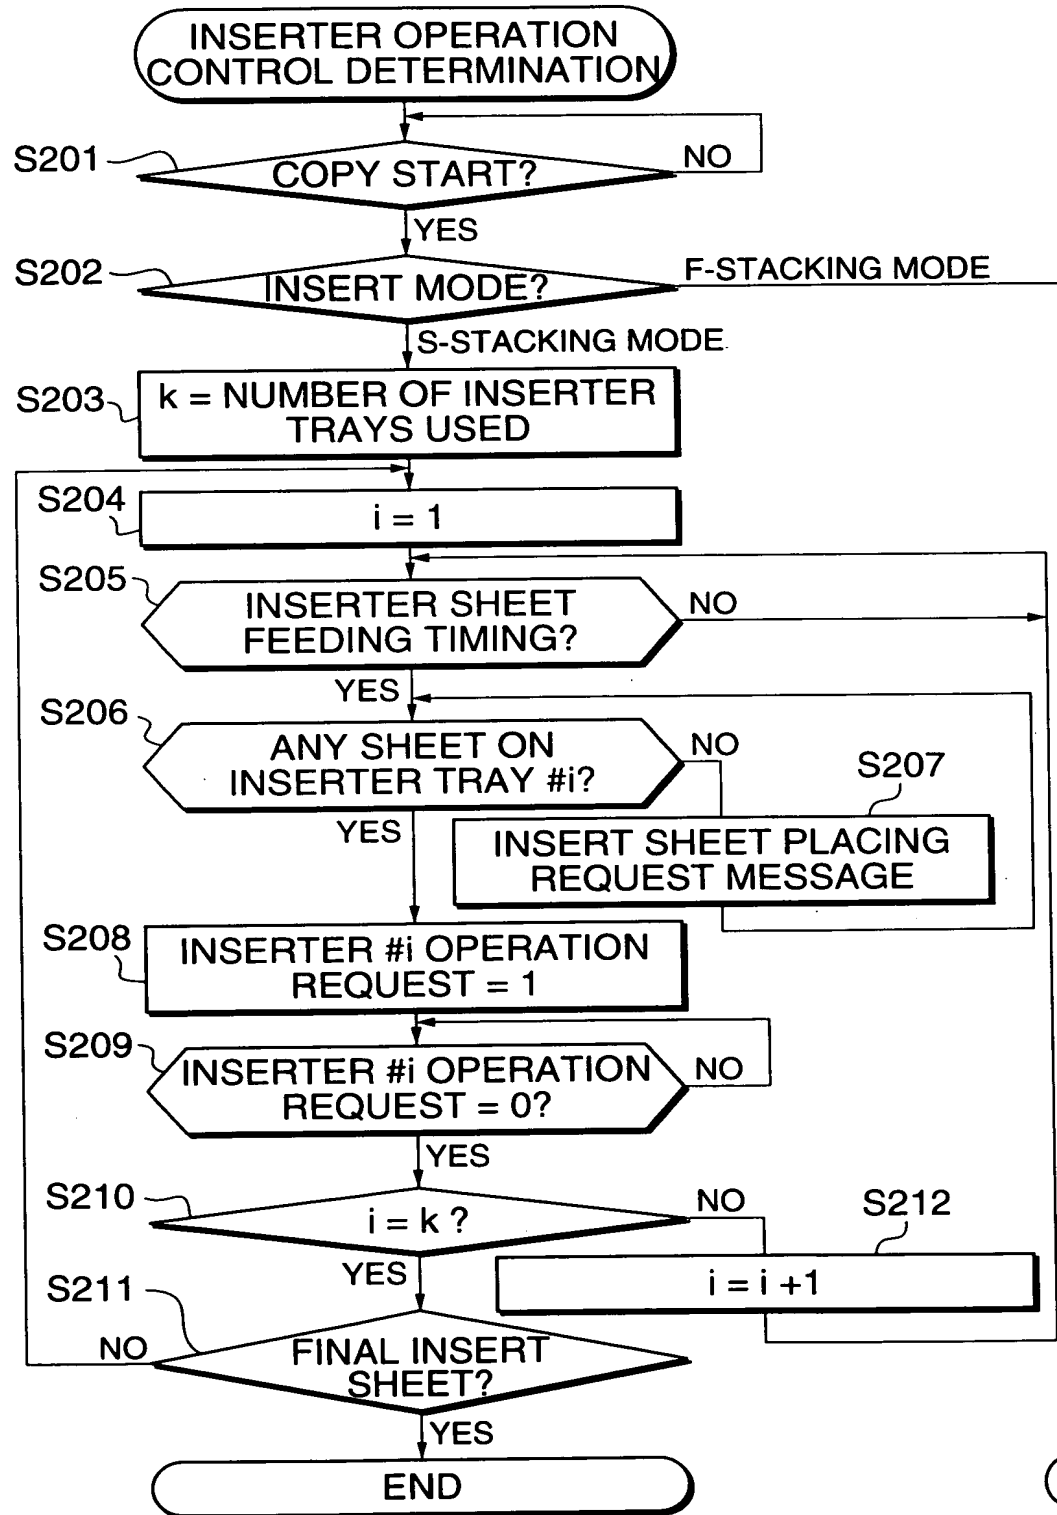 INSERTER OPERATION
CONTROL DETERMINATION
S201
COPY START?
NO
YES
S202
INSERT MODE?
F-STACKING MODE
S-STACKING MODE
S203
k = NUMBER OF INSERTER
TRAYS USED
S204
i = 1
S205
INSERTER SHEET
FEEDING TIMING?
NO
YES
S206
ANY SHEET ON
INSERTER TRAY #i?
NO
YES
S207
INSERT SHEET PLACING
REQUEST MESSAGE
S208
INSERTER #i OPERATION
REQUEST = 1
S209
INSERTER #i OPERATION
REQUEST = 0?
NO
YES
S210
i = k ?
NO
YES
S212
i = i +1
S211
FINAL INSERT
SHEET?
NO
YES
END